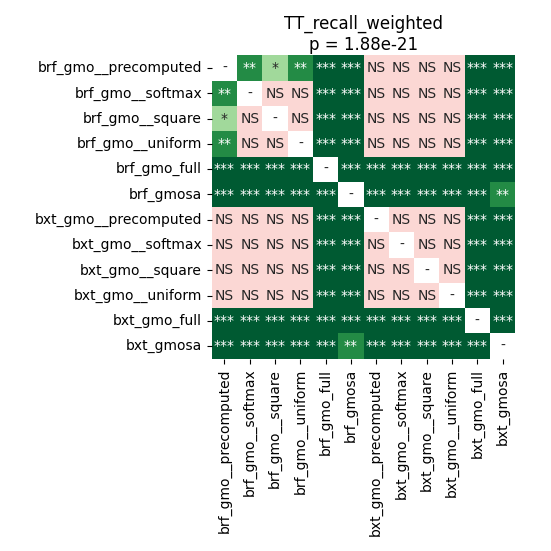 TT_recall_weighted
p = 1.88e-21
brf_gmo__precomputed - ** * ** *** *** NS NS NS NS *** ***
brf_gmo__softmax ** - NS NS *** *** NS NS NS NS *** ***
brf_gmo__square * NS - NS *** *** NS NS NS NS *** ***
brf_gmo__uniform ** NS NS - *** *** NS NS NS NS *** ***
brf_gmo_full *** *** *** *** - *** *** *** *** *** *** ***
brf_gmosa *** *** *** *** *** - *** *** *** *** *** **
bxt_gmo__precomputed NS NS NS NS *** *** - NS NS NS *** ***
bxt_gmo__softmax NS NS NS NS *** *** NS - NS NS *** ***
bxt_gmo__square NS NS NS NS *** *** NS NS - NS *** ***
bxt_gmo__uniform NS NS NS NS *** *** NS NS NS - *** ***
bxt_gmo_full *** *** *** *** *** *** *** *** *** *** - ***
bxt_gmosa *** *** *** *** *** ** *** *** *** *** *** -
brf_gmo__precomputed
brf_gmo__softmax
brf_gmo__square
brf_gmo__uniform
brf_gmo_full
brf_gmosa
bxt_gmo__precomputed
bxt_gmo__softmax
bxt_gmo__square
bxt_gmo__uniform
bxt_gmo_full
bxt_gmosa